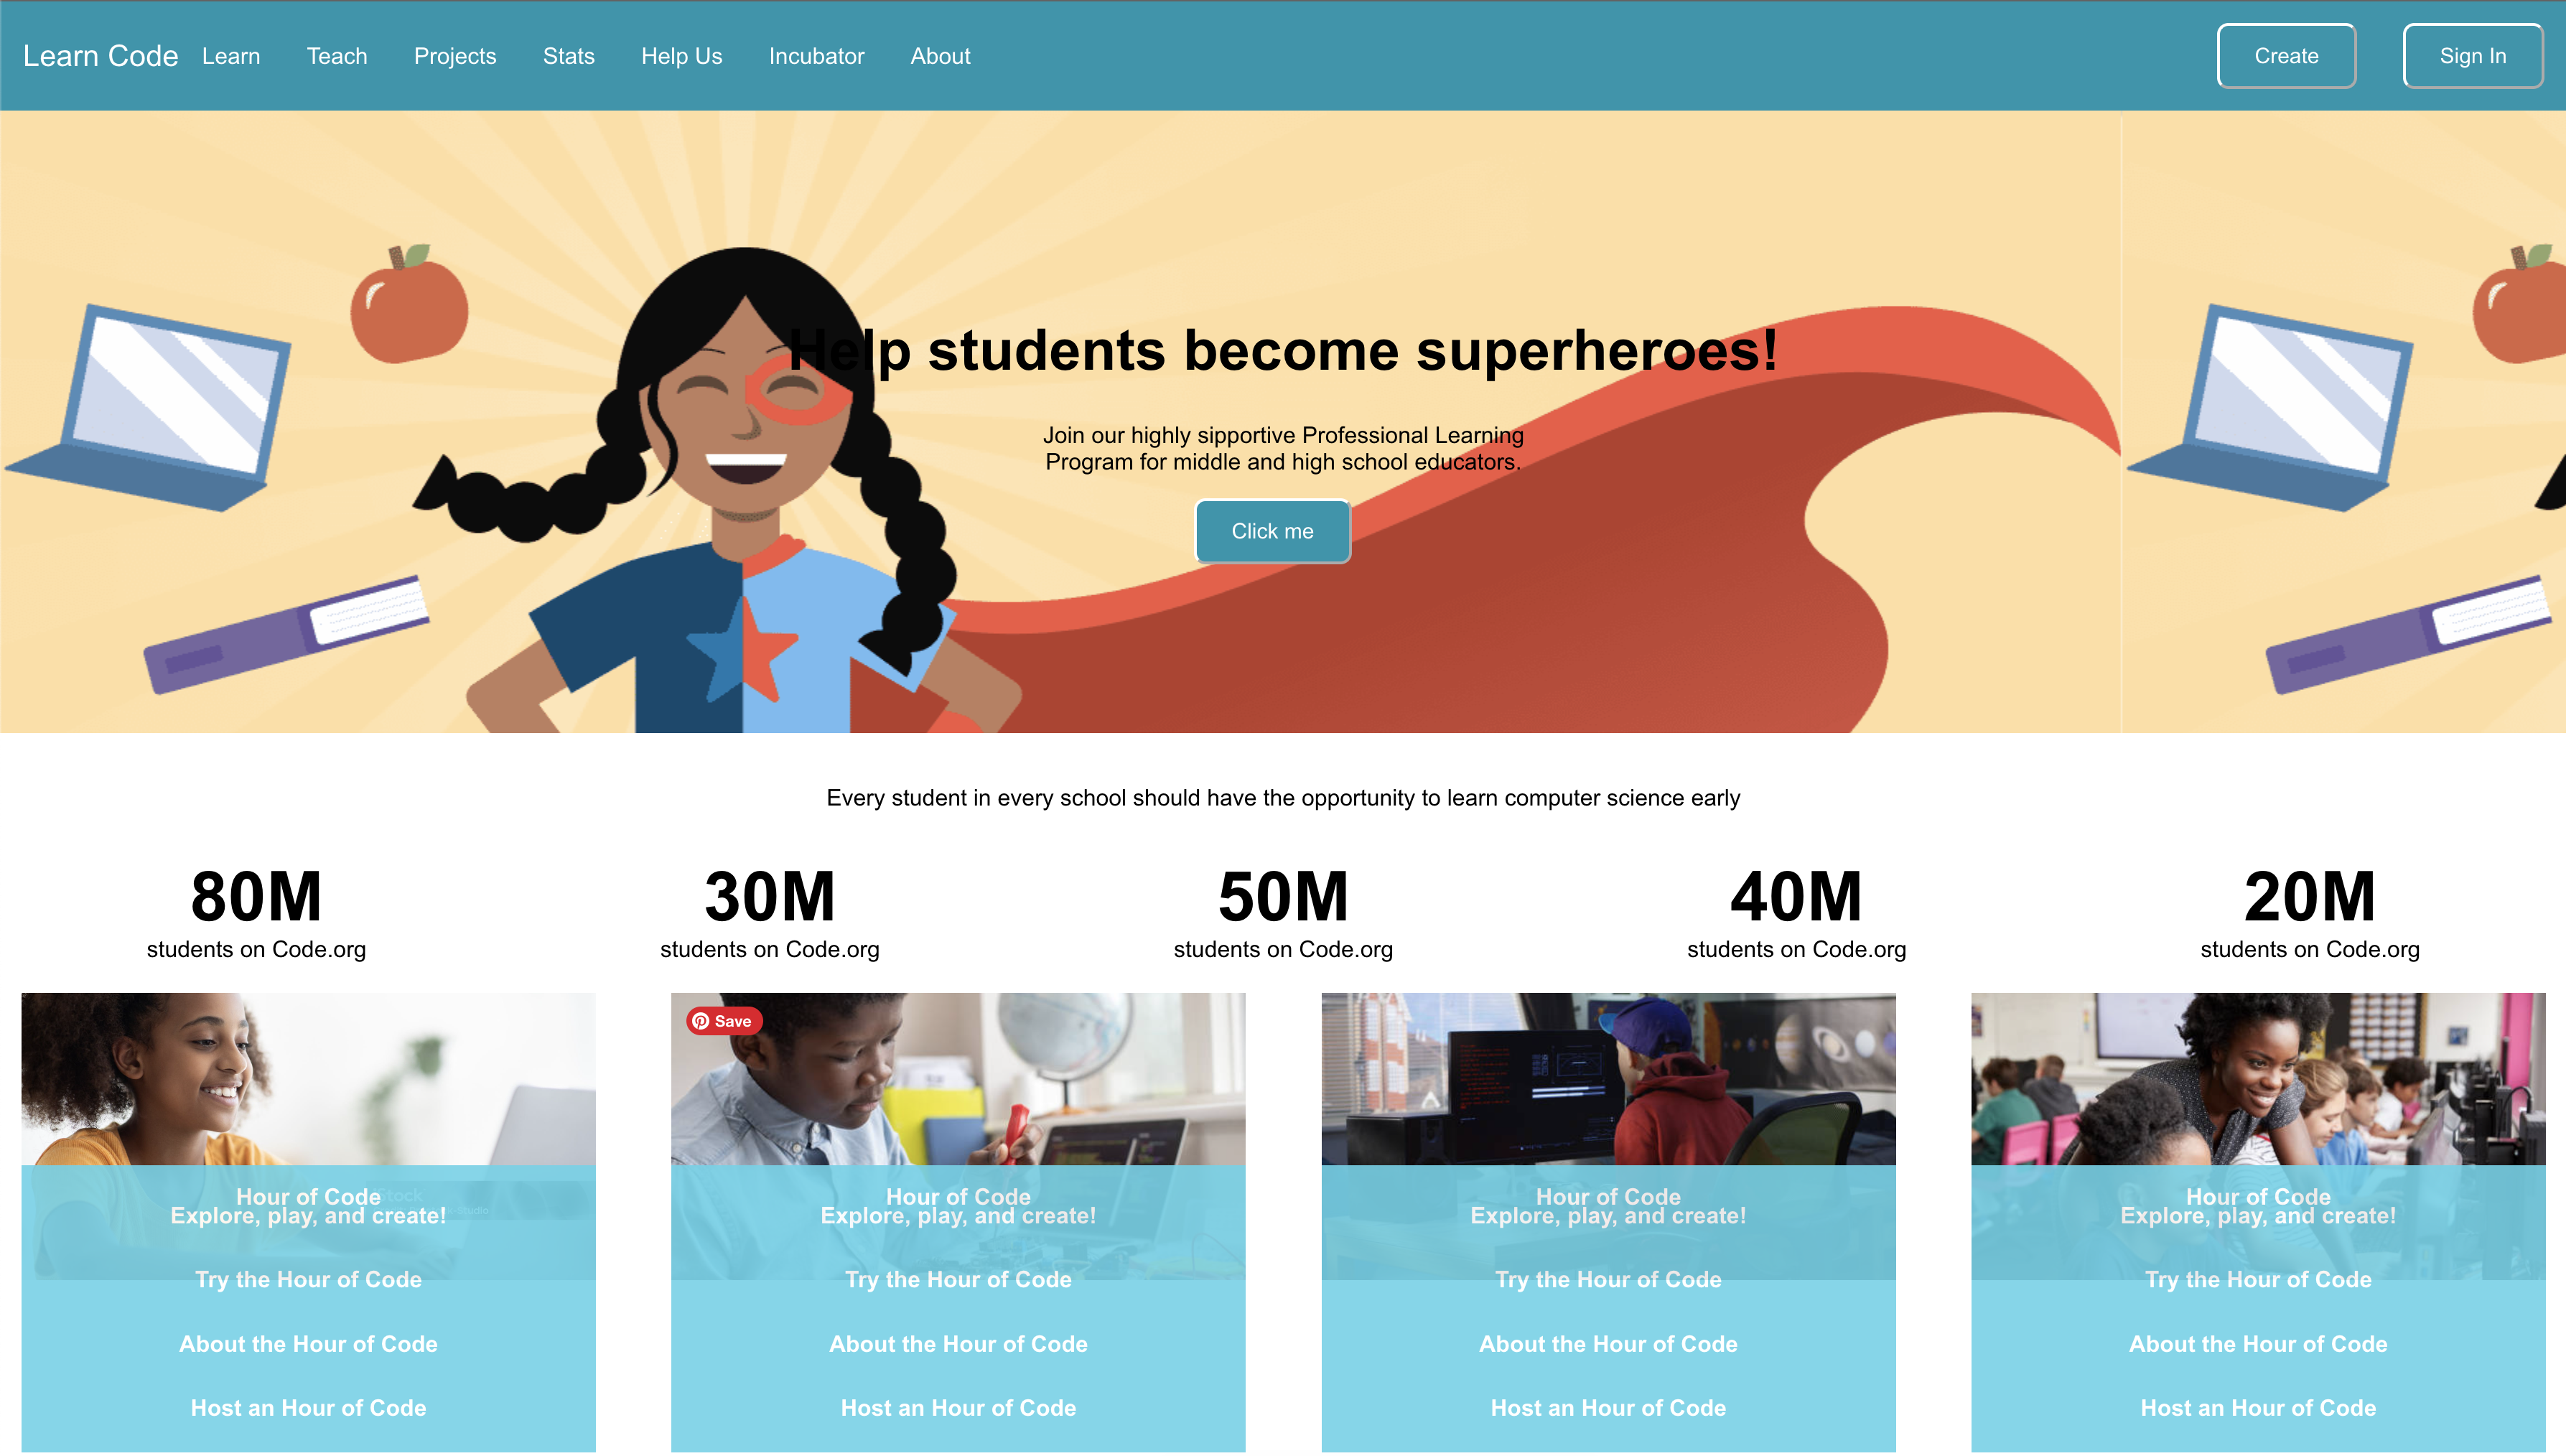 Learn Code Learn Teach Projects Stats Help Us Incubator About Create Sign In
Help students become superheroes!
Join our highly sipportive Professional Learning
Program for middle and high school educators.
Click me
Every student in every school should have the opportunity to learn computer science early
80M 30M 50M 40M 20M
students on Code.org students on Code.org students on Code.org students on Code.org students on Code.org
Save
Hour of Code
Explore, play, and create!
Try the Hour of Code
About the Hour of Code
Host an Hour of Code
Hour of Code
Explore, play, and create!
Try the Hour of Code
About the Hour of Code
Host an Hour of Code
Hour of Code
Explore, play, and create!
Try the Hour of Code
About the Hour of Code
Host an Hour of Code
Hour of Code
Explore, play, and create!
Try the Hour of Code
About the Hour of Code
Host an Hour of Code